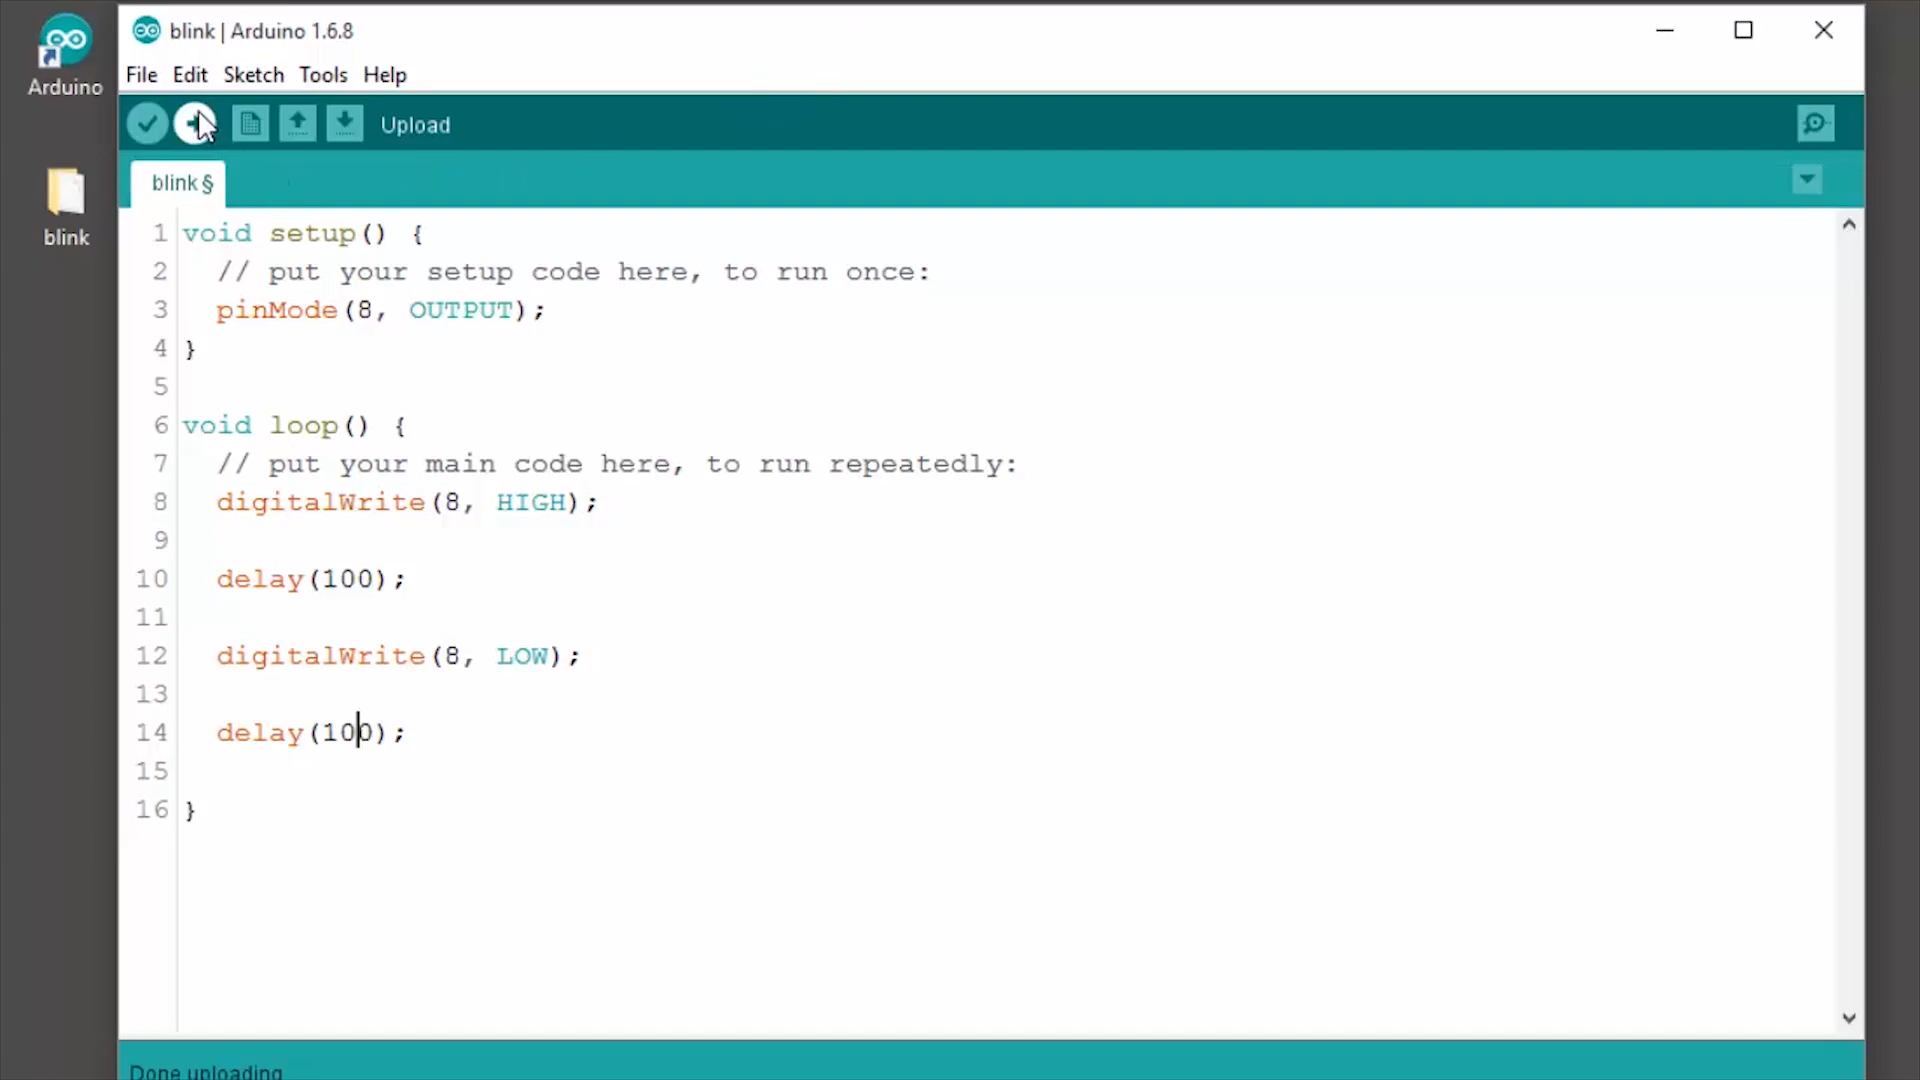 Arduino
blink
blink | Arduino 1.6.8
File Edit Sketch Tools Help
Upload
blink §
1 void setup() {
2 // put your setup code here, to run once:
3 pinMode(8, OUTPUT);
4 }
5
6 void loop() {
7 // put your main code here, to run repeatedly:
8 digitalWrite(8, HIGH);
9
10 delay(100);
11
12 digitalWrite(8, LOW);
13
14 delay(100);
15
16 }
Done uploading